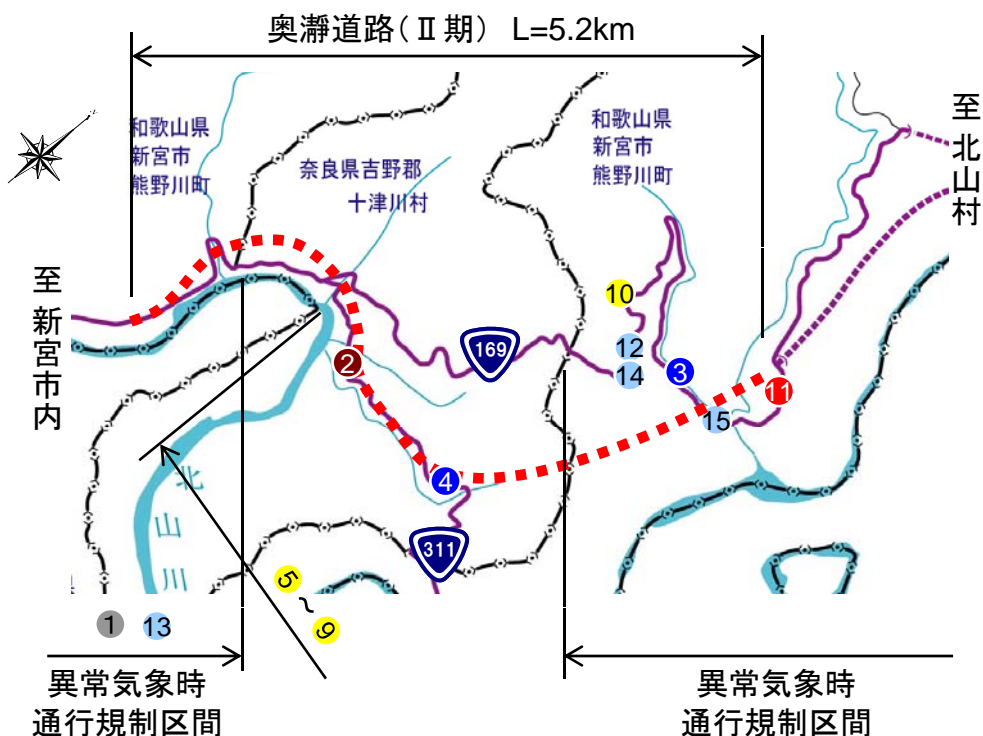 奥瀞道路(Ⅱ期) L=5.2km
和歌山県
新宮市
熊野川町
奈良県吉野郡
十津川村
和歌山県
新宮市
熊野川町
至 北山村
至 新宮市内
10
12
14
169
2
3
11
15
4
311
北山川
5
~
9
1
13
異常気象時
通行規制区間
異常気象時
通行規制区間